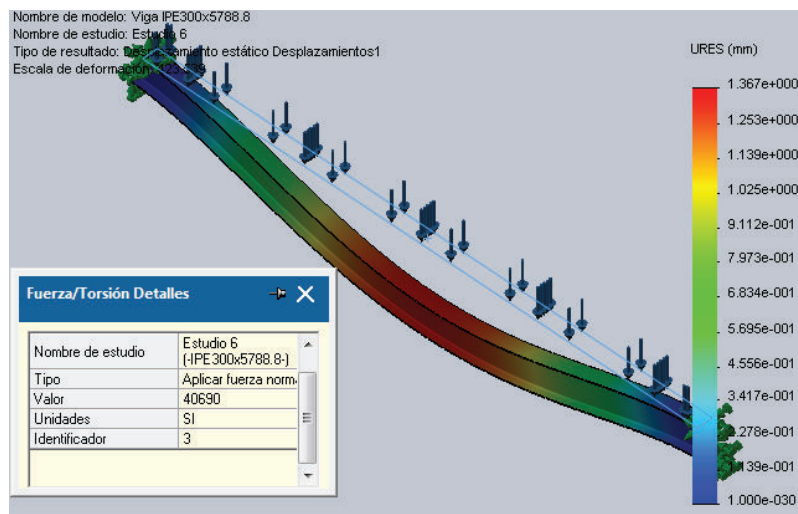 Nombre de modelo: Viga IPE300x5788.8
Nombre de estudio: Estudio 6
Tipo de resultado: Desplazamiento estático Desplazamientos1
Escala de deformación:
URES (mm)
1.367e+000
1.253e+000
1.139e+000
1.025e+000
9.112e-001
7.973e-001
6.834e-001
5.695e-001
4.556e-001
3.417e-001
2.278e-001
1.139e-001
1.000e-030
Fuerza/Torsión Detalles
Nombre de estudio
Estudio 6
(-IPE300x5788.8-)
Tipo
Aplicar fuerza norm
Valor
40690
Unidades
SI
Identificador
3